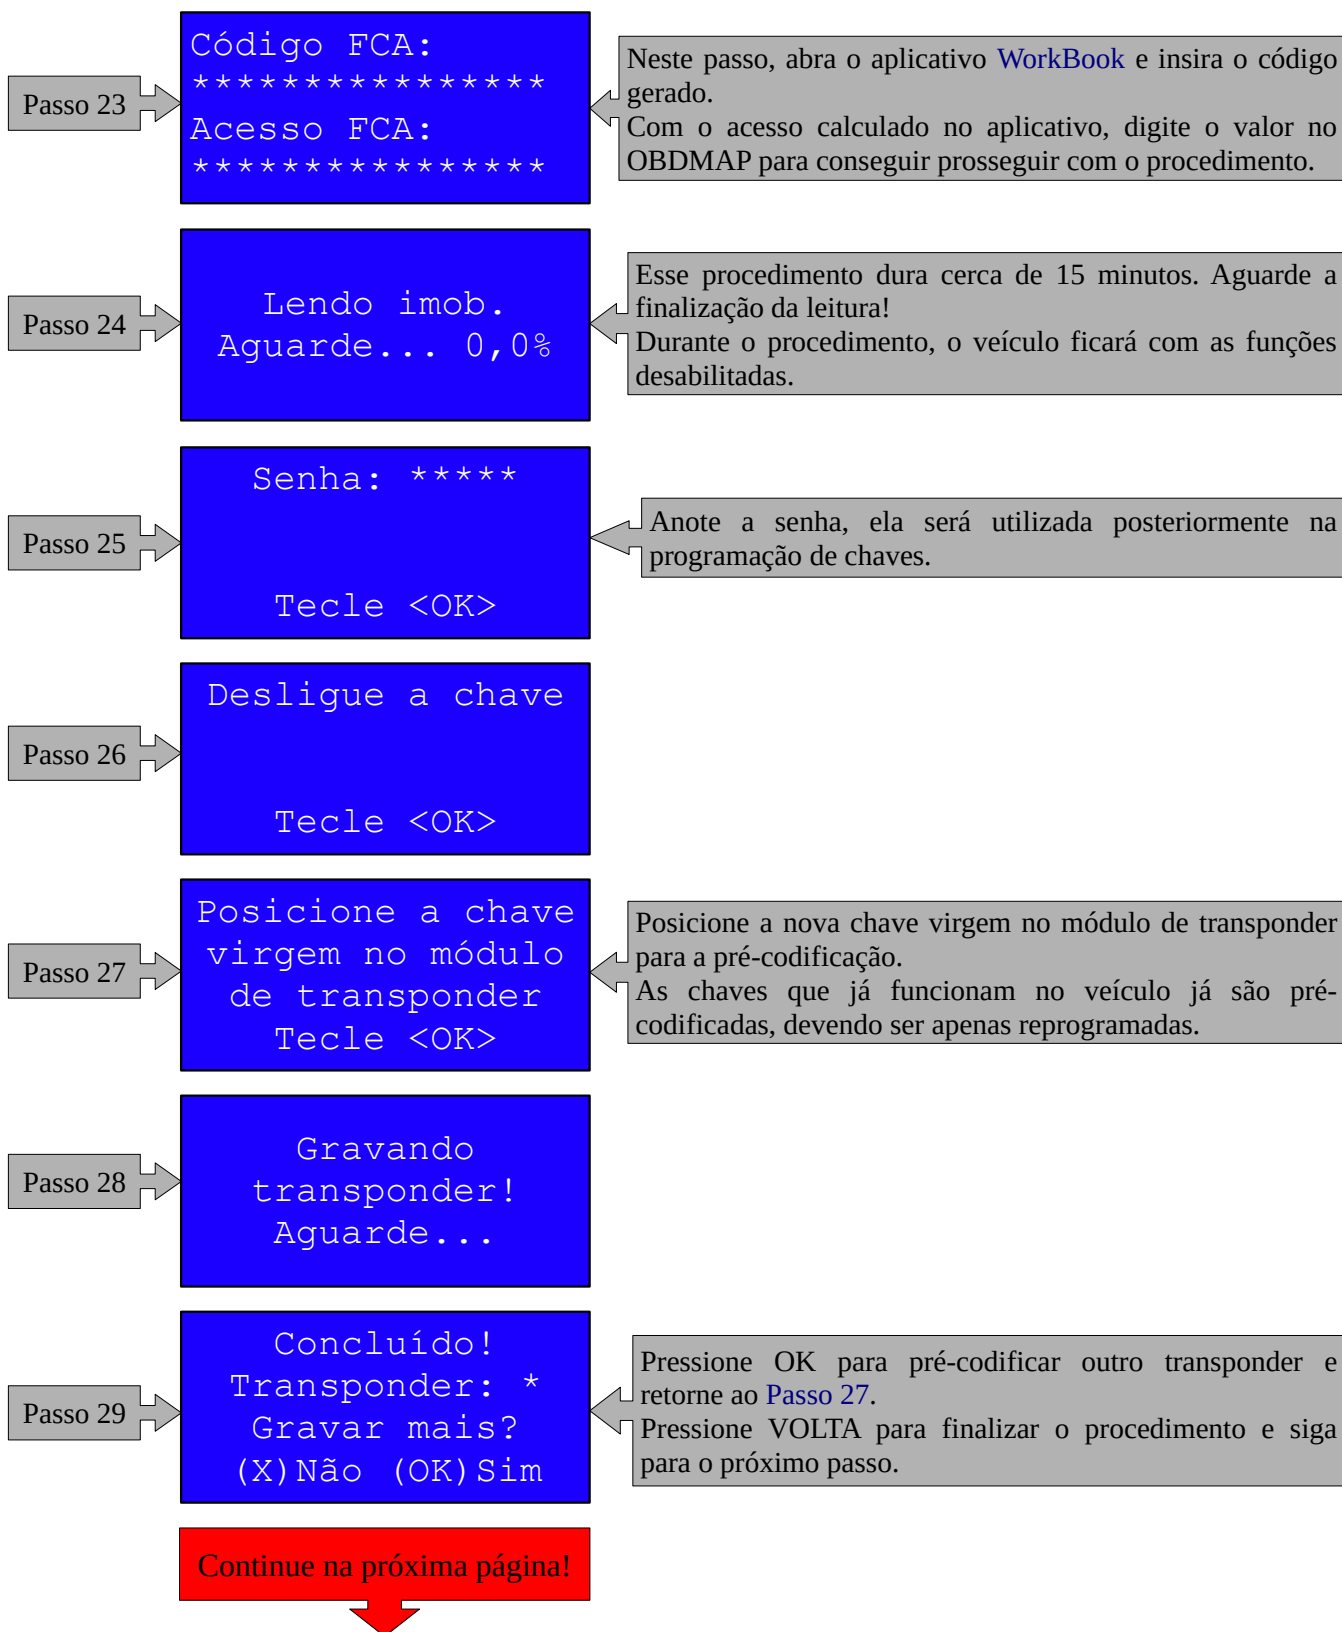 Passo 23
Código FCA:
****************
Acesso FCA:
****************
Neste passo, abra o aplicativo WorkBook e insira o código
gerado.
Com o acesso calculado no aplicativo, digite o valor no
OBDMAP para conseguir prosseguir com o procedimento.
Passo 24
Lendo imob.
Aguarde... 0,0%
Esse procedimento dura cerca de 15 minutos. Aguarde a
finalização da leitura!
Durante o procedimento, o veículo ficará com as funções
desabilitadas.
Passo 25
Senha: *****
Tecle <OK>
Anote a senha, ela será utilizada posteriormente na
programação de chaves.
Passo 26
Desligue a chave
Tecle <OK>
Passo 27
Posicione a chave
virgem no módulo
de transponder
Tecle <OK>
Posicione a nova chave virgem no módulo de transponder
para a pré-codificação.
As chaves que já funcionam no veículo já são pré-
codificadas, devendo ser apenas reprogramadas.
Passo 28
Gravando
transponder!
Aguarde...
Passo 29
Concluído!
Transponder: *
Gravar mais?
(X)Não (OK)Sim
Pressione OK para pré-codificar outro transponder e
retorne ao Passo 27.
Pressione VOLTA para finalizar o procedimento e siga
para o próximo passo.
Continue na próxima página!